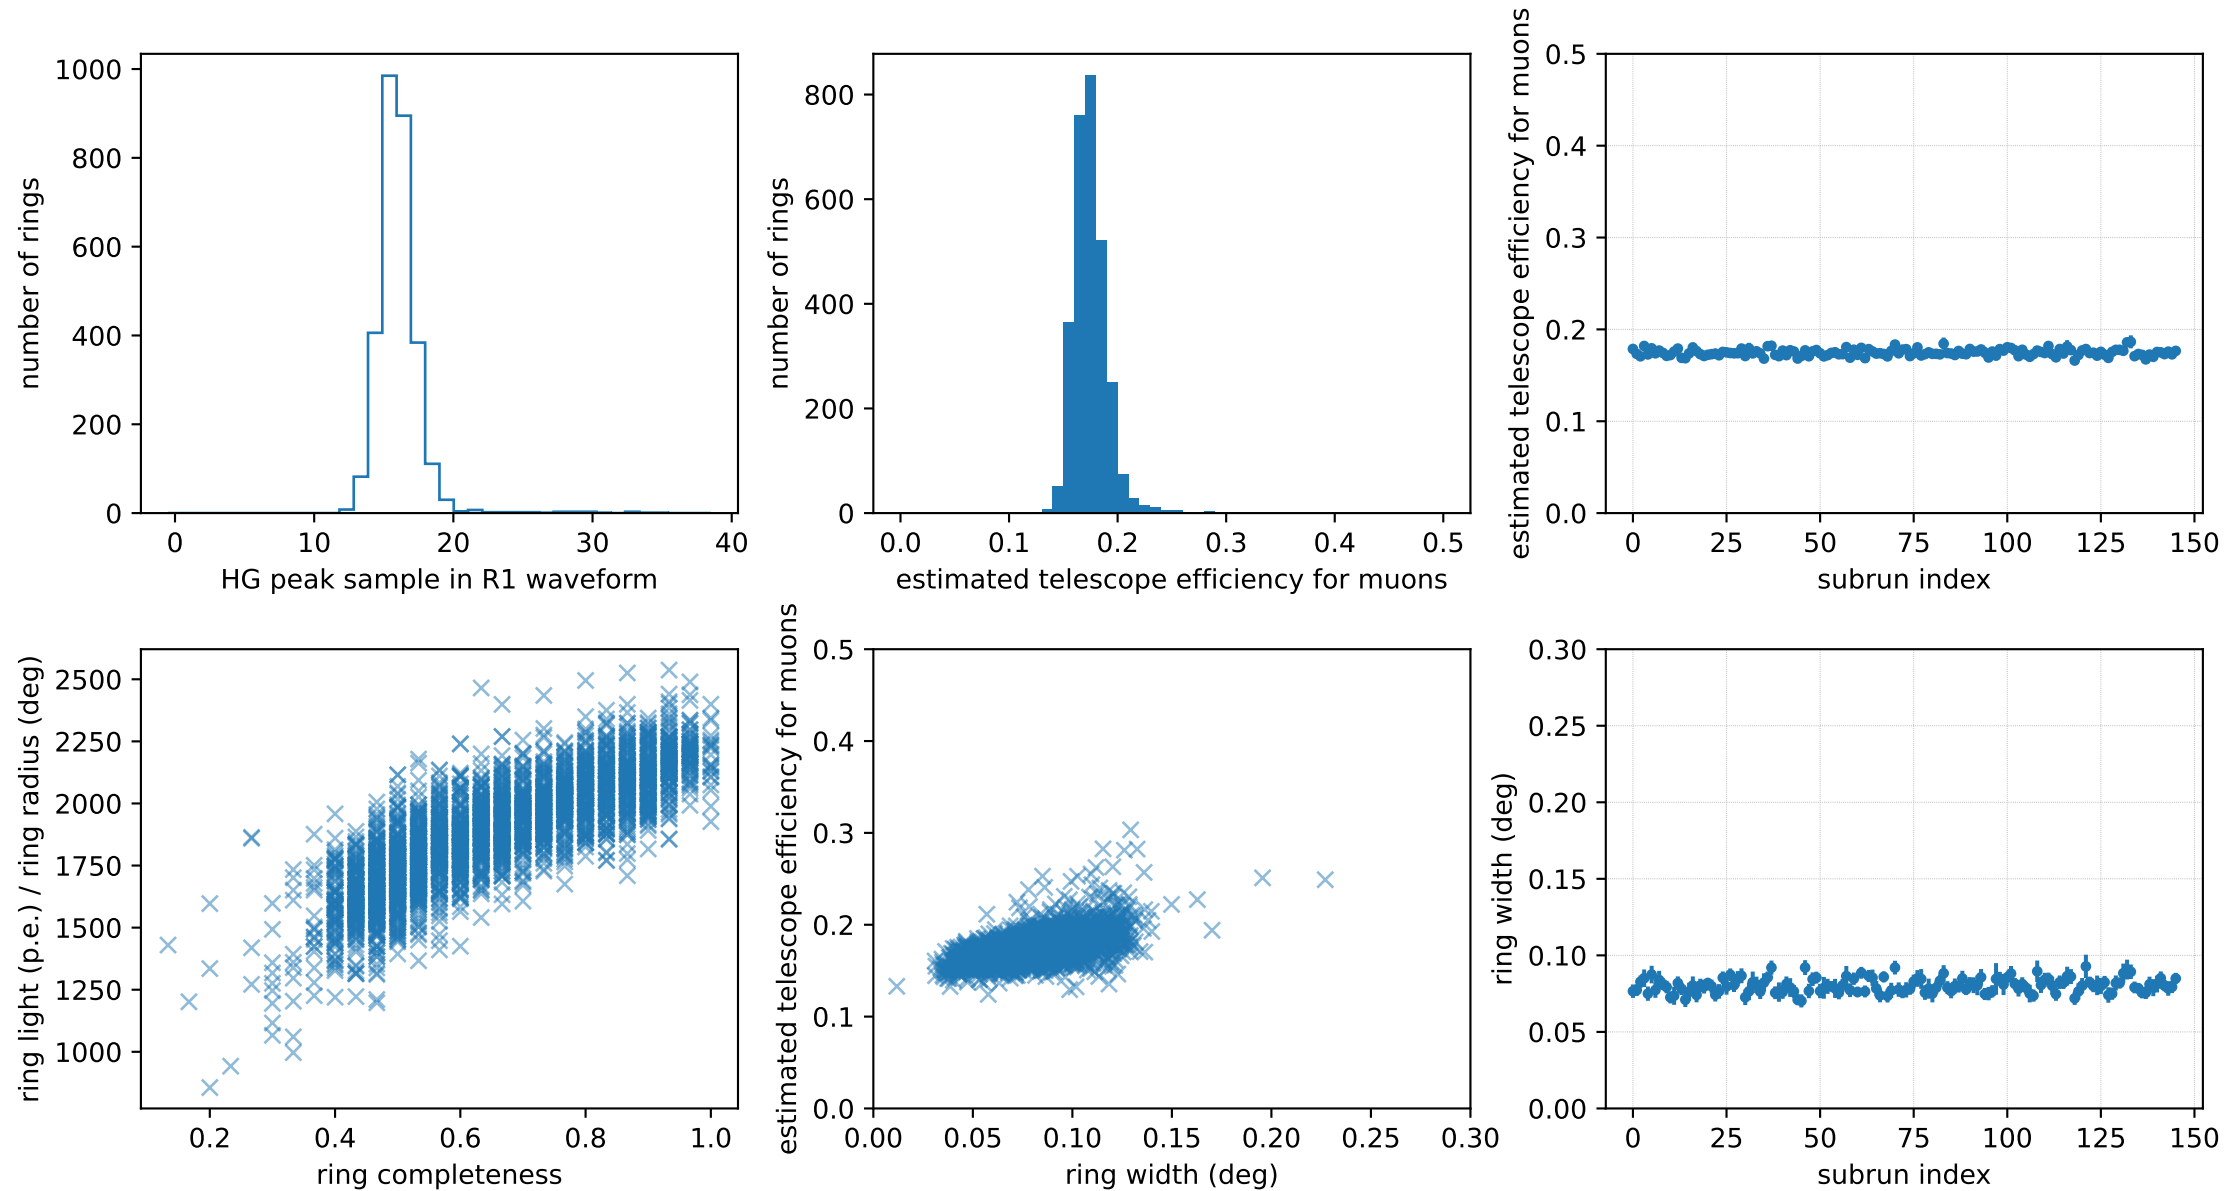 1000
800
600
400
200
0
number of rings
0 10 20 30 40
HG peak sample in R1 waveform
800
600
400
200
0
number of rings
0.0 0.1 0.2 0.3 0.4 0.5
estimated telescope efficiency for muons
0.5
0.4
0.3
0.2
0.1
0.0
estimated telescope efficiency for muons
0 25 50 75 100 125 150
subrun index
2500
2250
2000
1750
1500
1250
1000
ring light (p.e.) / ring radius (deg)
0.2 0.4 0.6 0.8 1.0
ring completeness
0.5
0.4
0.3
0.2
0.1
0.0
estimated telescope efficiency for muons
0.00 0.05 0.10 0.15 0.20 0.25 0.30
ring width (deg)
0.30
0.25
0.20
0.15
0.10
0.05
0.00
ring width (deg)
0 25 50 75 100 125 150
subrun index